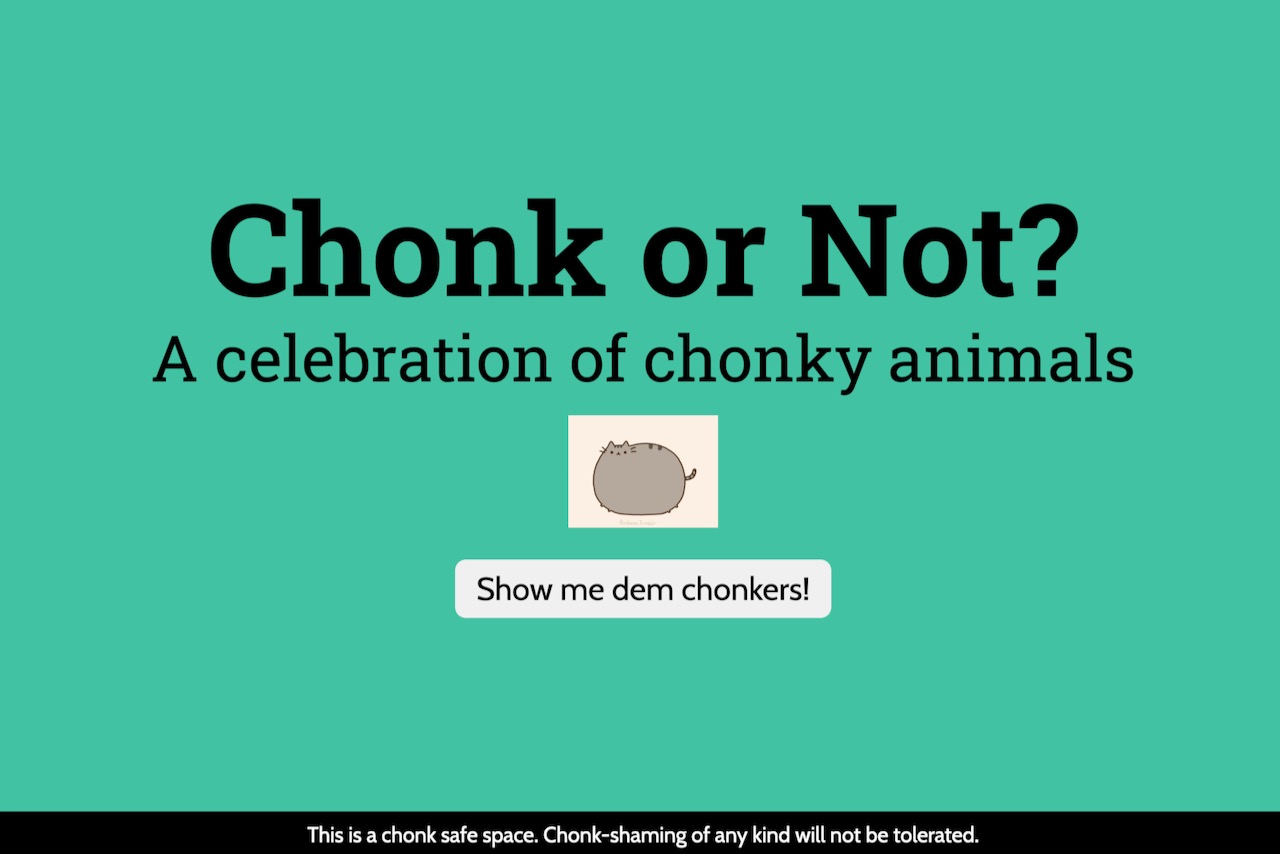 Chonk or Not?
A celebration of chonky animals
Show me dem chonkers!
This is a chonk safe space. Chonk-shaming of any kind will not be tolerated.